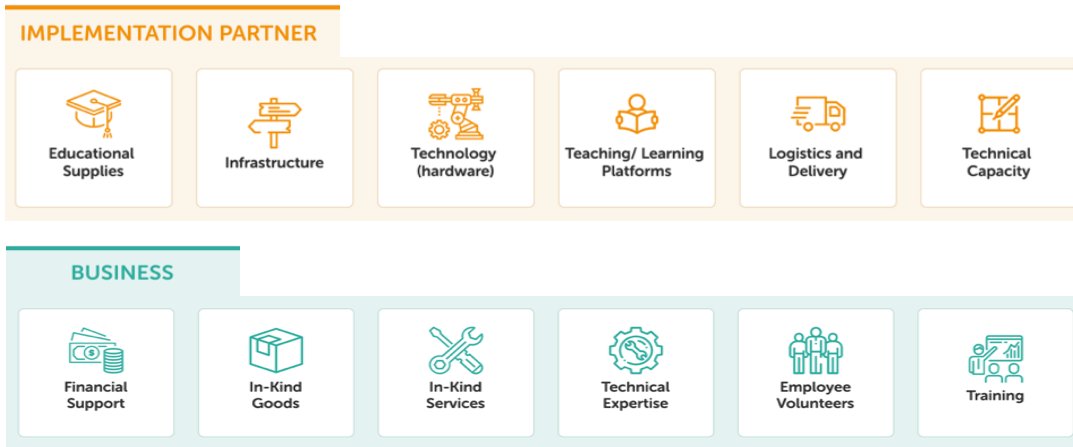 IMPLEMENTATION PARTNER
Educational
Supplies
Infrastructure
Technology
(hardware)
Teaching/ Learning
Platforms
Logistics and
Delivery
Technical
Capacity
BUSINESS
Financial
Support
In-Kind
Goods
In-Kind
Services
Technical
Expertise
Employee
Volunteers
Training